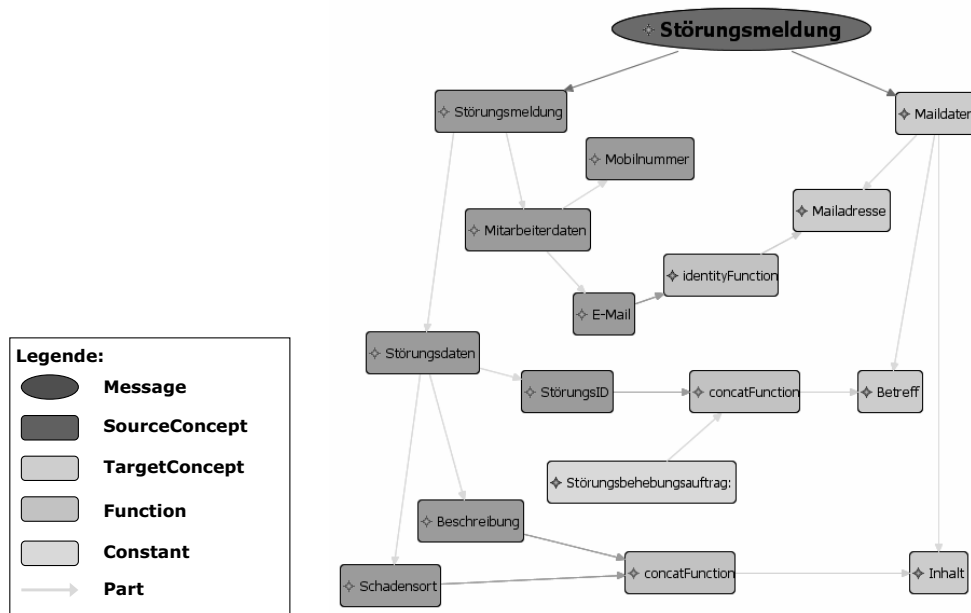 Störungsmeldung
Störungsmeldung
Maildaten
Mobilnummer
Mailadresse
Mitarbeiterdaten
identityFunction
E-Mail
Störungsdaten
StörungsID
concatFunction
Betreff
Störungsbehebungsauftrag:
Beschreibung
Schadensort
concatFunction
Inhalt
Legende:
Message
SourceConcept
TargetConcept
Function
Constant
Part